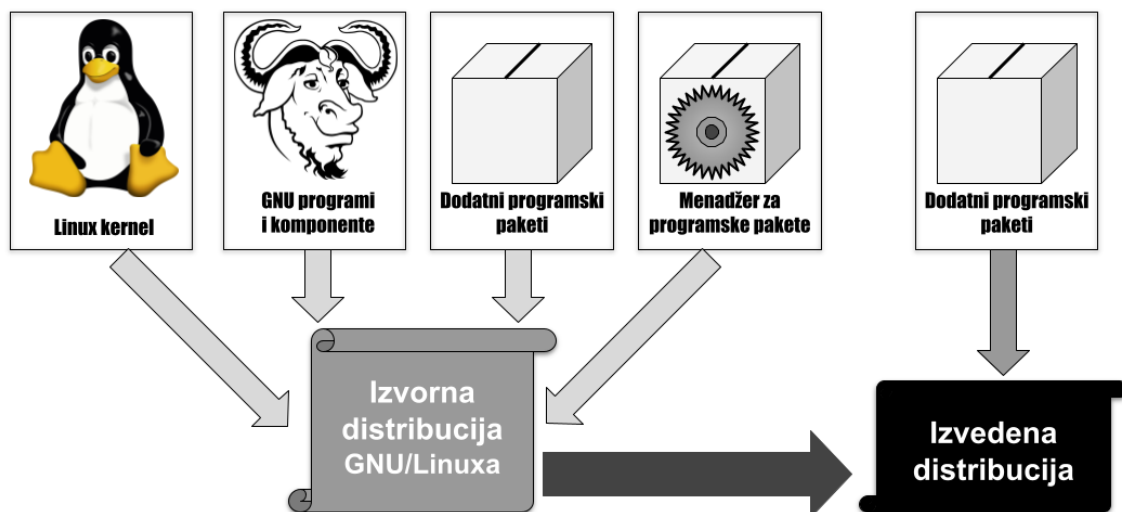 Linux kernel
GNU programi
i komponente
Dodatni programski
paketi
Menadžer za
programske pakete
Dodatni programski
paketi
Izvorna
distribucija
GNU/Linuxa
Izvedena
distribucija